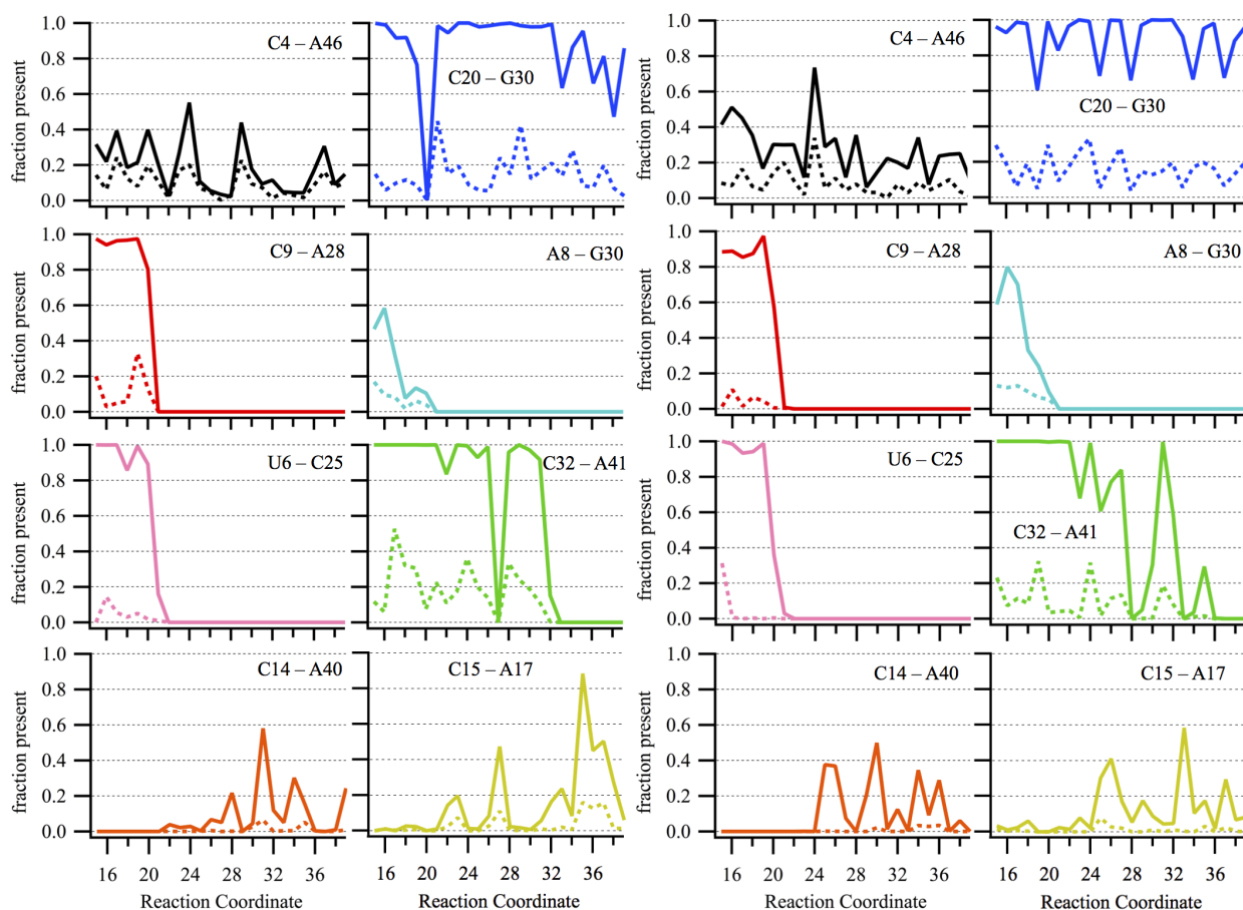 1.0
0.8
0.6
0.4
0.2
0.0
fraction present
C4 – A46
C20 – G30
1.0
0.8
0.6
0.4
0.2
0.0
fraction present
C4 – A46
C20 – G30
1.0
0.8
0.6
0.4
0.2
0.0
fraction present
C9 – A28
A8 – G30
1.0
0.8
0.6
0.4
0.2
0.0
fraction present
C9 – A28
A8 – G30
1.0
0.8
0.6
0.4
0.2
0.0
fraction present
U6 – C25
C32 – A41
1.0
0.8
0.6
0.4
0.2
0.0
fraction present
U6 – C25
C32 – A41
1.0
0.8
0.6
0.4
0.2
0.0
fraction present
C14 – A40
C15 – A17
1.0
0.8
0.6
0.4
0.2
0.0
fraction present
C14 – A40
C15 – A17
16 20 24 28 32 36
16 20 24 28 32 36
16 20 24 28 32 36
16 20 24 28 32 36
Reaction Coordinate
Reaction Coordinate
Reaction Coordinate
Reaction Coordinate